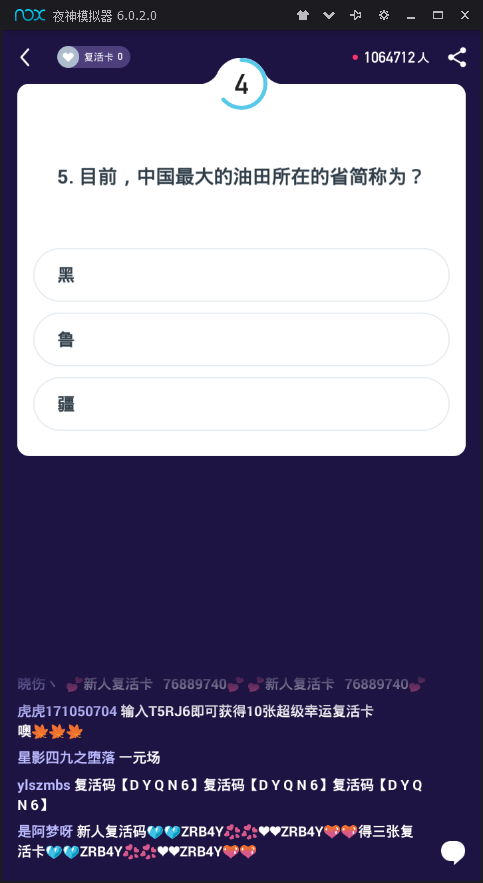 nox 夜神模拟器 6.0.2.0
复活卡 0
1064712 人
4
5. 目前，中国最大的油田所在的省简称为？
黑
鲁
疆
晓伤丶 💕新人复活卡 76889740💕💕新人复活卡 76889740💕
虎虎171050704 输入T5RJ6即可获得10张超级幸运复活卡
噢🍁🍁🍁
星影四九之堕落 一元场
ylszmbs 复活码【D Y Q N 6】复活码【D Y Q N 6】复活码【D Y Q
N 6】
是阿梦呀 新人复活码💎💎ZRB4Y💞💞❤❤ZRB4Y💖💖得三张复
活卡💎💎ZRB4Y💞💞❤❤ZRB4Y💖💖